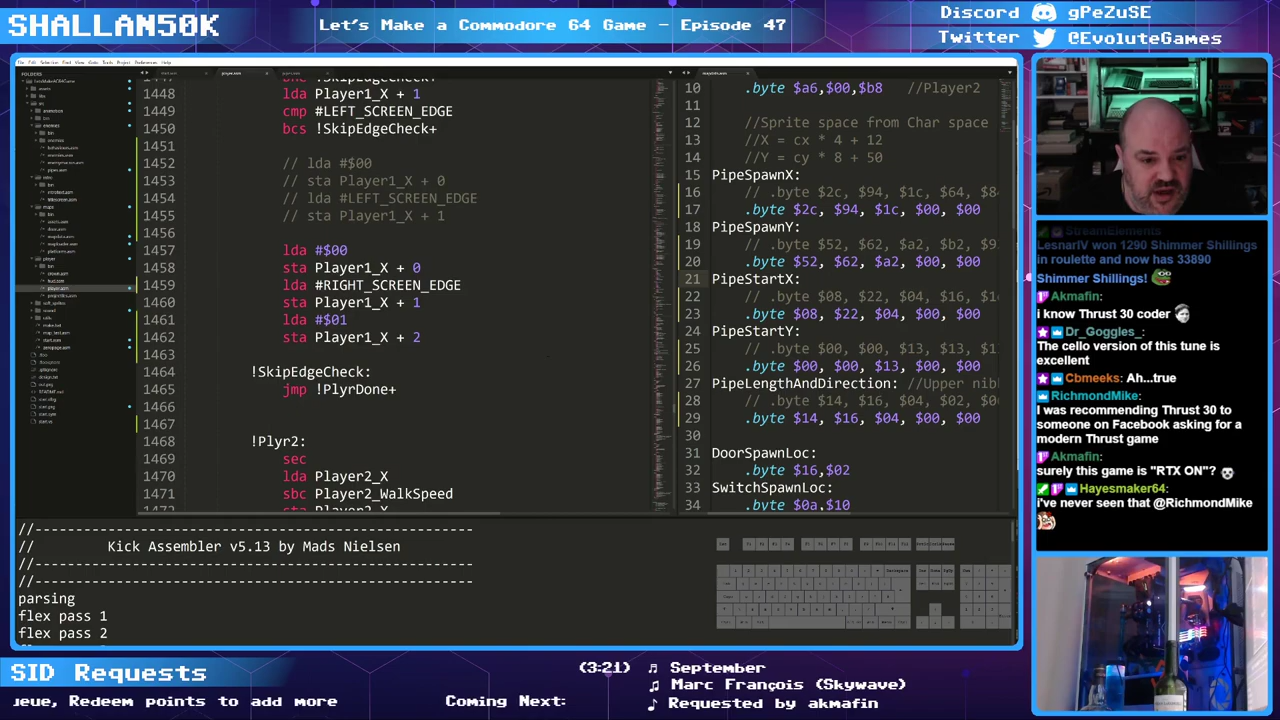 SHALLAN50K
Let's Make a Commodore 64 Game - Episode 47
Discord gPeZuSE
Twitter @EvoluteGames
FOLDERS
1448 lda Player1_X + 1
1449 cmp #LEFT_SCREEN_EDGE
1450 bcs !SkipEdgeCheck+
1451
1452 // lda #$00
1453 // sta Player1_X + 0
1454 // lda #LEFT_SCREEN_EDGE
1455 // sta Player1_X + 1
1456
1457 lda #$00
1458 sta Player1_X + 0
1459 lda #RIGHT_SCREEN_EDGE
1460 sta Player1_X + 1
1461 lda #$01
1462 sta Player1_X + 2
1463
1464 !SkipEdgeCheck:
1465 jmp !PlyrDone+
1466
1467
1468 !Plyr2:
1469 sec
1470 lda Player2_X
1471 sbc Player2_WalkSpeed
10 .byte $a6,$00,$b8 //Player2
11
12 //Sprite space from Char space
13 //X = cx * 4 + 12
14 //X = cy * 8 + 50
15 PipeSpawnX:
16 .byte $2c, $94, $1c, $64,
17 .byte $2c, $94, $1c, $00, $00
18 PipeSpawnY:
19 .byte $52, $62, $a2, $b2,
20 .byte $52, $62, $a2, $00, $00
21 PipeStartX:
22 .byte $08, $22, $04, $16,
23 .byte $08, $22, $04, $00, $00
24 PipeStartY:
25 // .byte $00, $00, $13, $13,
26 .byte $00, $00, $13, $00, $00
27 PipeLengthAndDirection: //Upper
28 // .byte $14, $16, $04, $02,
29 .byte $14, $16, $04, $00, $00
30
31 DoorSpawnLoc:
32 .byte $16,$02
33 SwitchSpawnLoc:
34 .byte $0a,$10
//------------------------------------------------------
// Kick Assembler v5.13 by Mads Nielsen
//------------------------------------------------------
//------------------------------------------------------
parsing
flex pass 1
flex pass 2
StreamElements
LesnarIV won 1290 Shimmer Shillings
in roulette and now has 33890
Shimmer Shillings!
Akmafin:
i know Thrust 30 coder
Dr_Goggles_:
The cello version of this tune is
excellent
Cbmeeks: Ah...true
RichmondMike:
I was recommending Thrust 30 to
someone on Facebook asking for a
modern Thrust game
Akmafin:
surely this game is "RTX ON"?
Hayesmaker64:
i've never seen that @RichmondMike
SID Requests
eue, Redeem points to add more
Coming Next:
(3:21) September
Marc François (Skywave)
Requested by akmafin